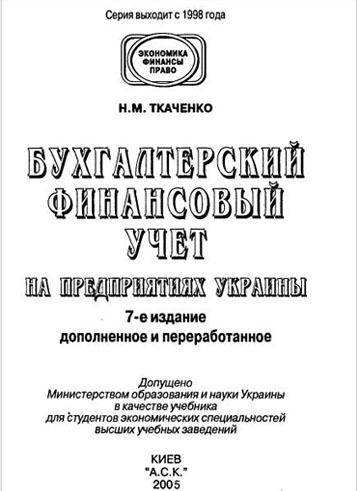 Серия выходит с 1998 года
ЭКОНОМИКА
ФИНАНСЫ
ПРАВО
Н.М. ТКАЧЕНКО
БУХГАЛТЕРСКИЙ
ФИНАНСОВЫЙ
УЧЕТ
НА ПРЕДПРИЯТИЯХ УКРАИНЫ
7-е издание
дополненное и переработанное
Допущено
Министерством образования и науки Украины
в качестве учебника
для студентов экономических специальностей
высших учебных заведений
КИЕВ
"А.С.К."
2005